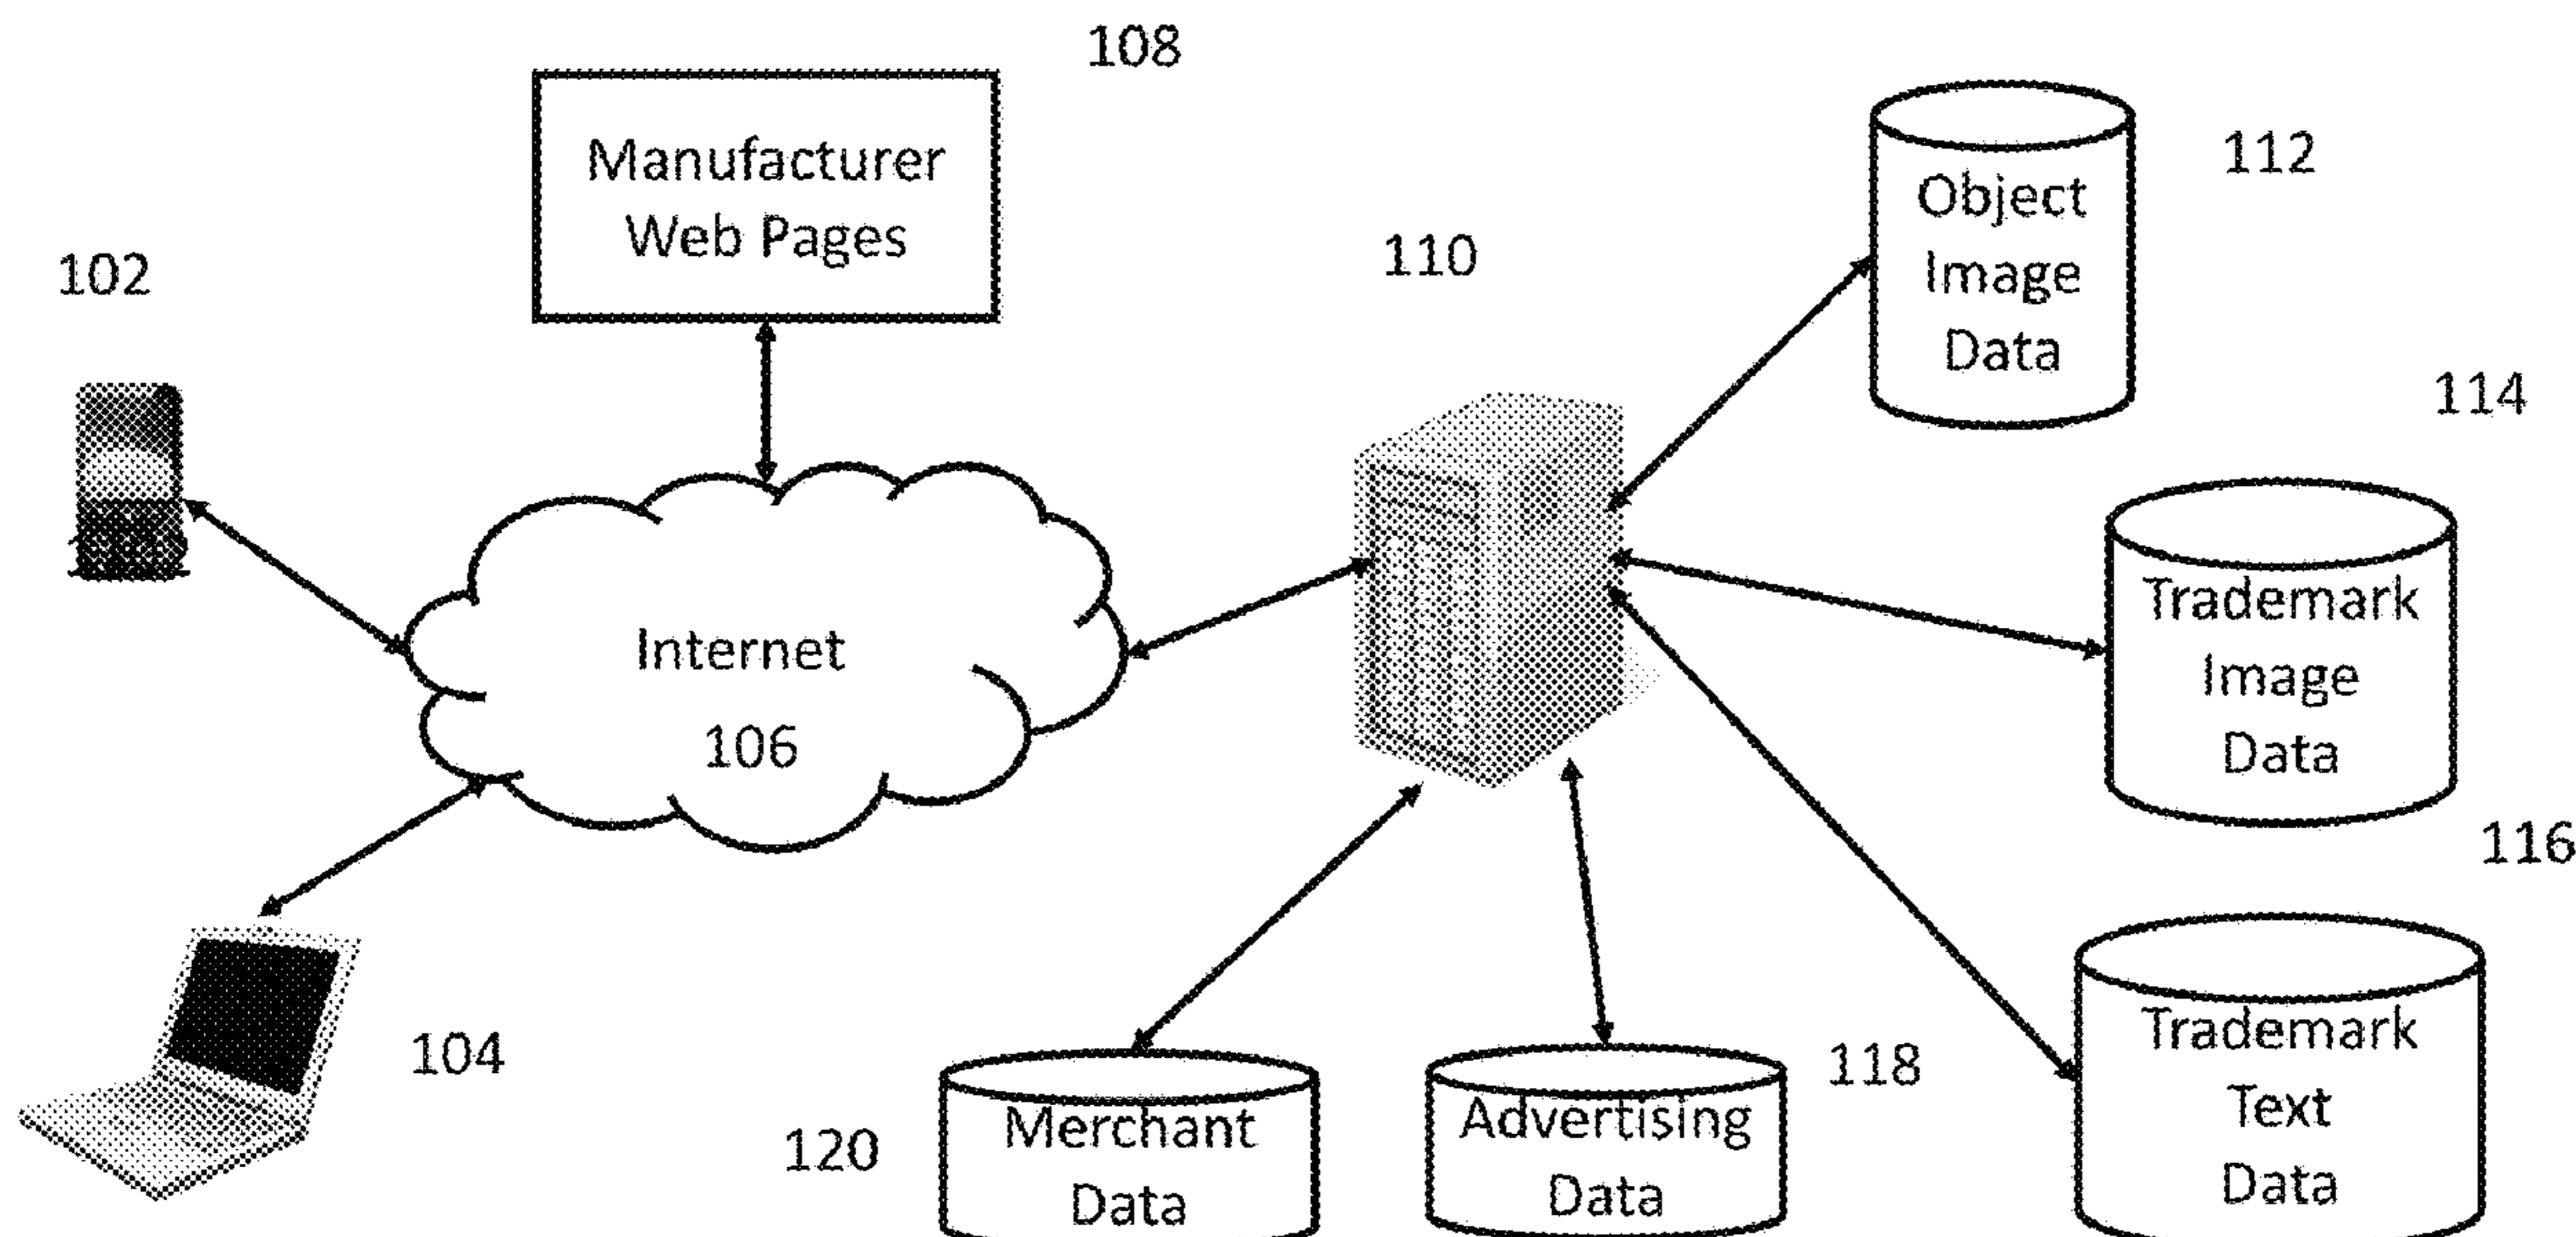 108
Manufacturer
Web Pages
102
110
112
Object
Image
Data
114
Internet
106
Trademark
Image
Data
116
104
Trademark
Text
Data
118
Advertising
Data
120
Merchant
Data